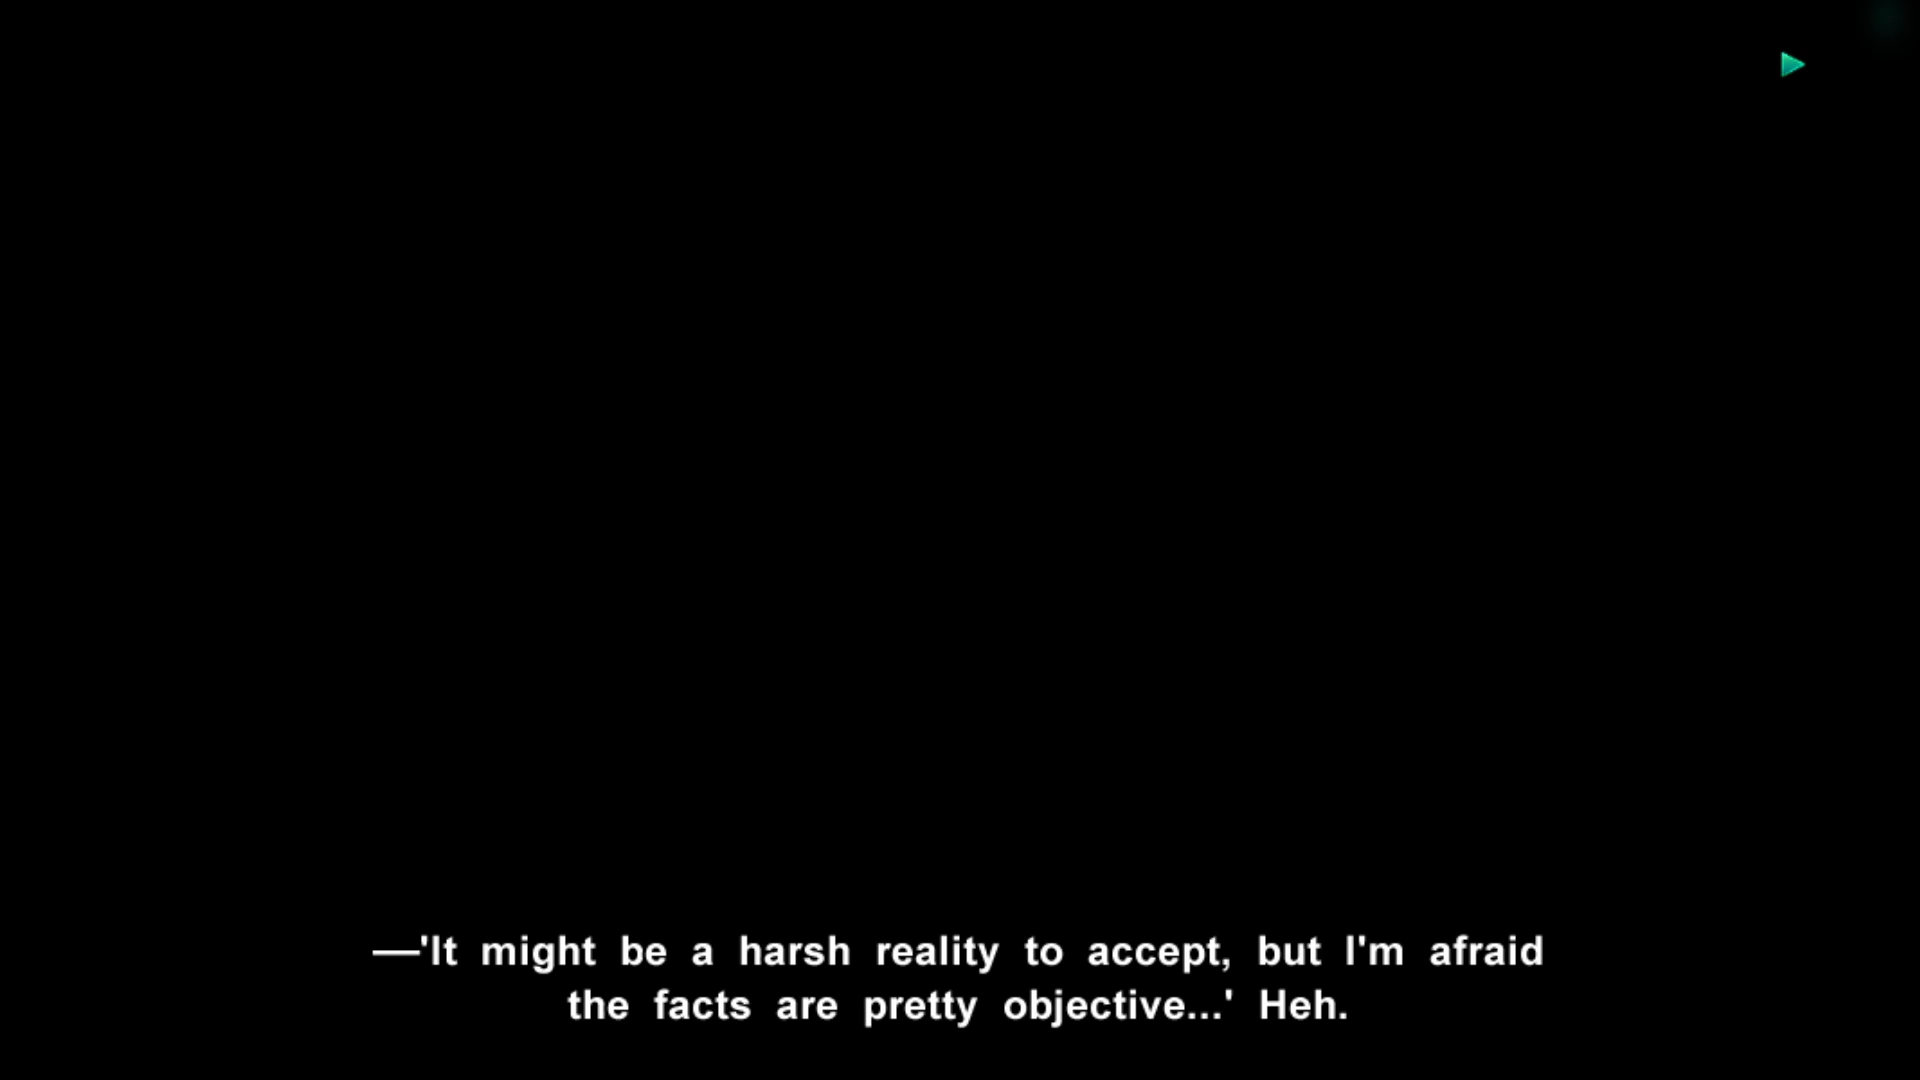 —'It might be a harsh reality to accept, but I'm afraid
the facts are pretty objective...' Heh.